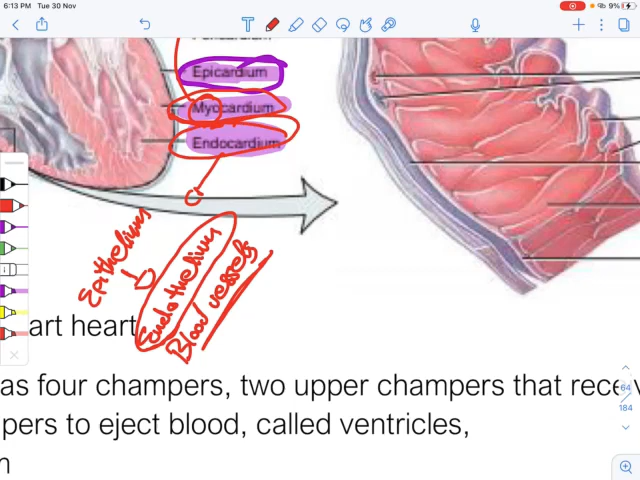 6:13 PM Tue 30 Nov
9%
Epicardium
Myocardium
Endocardium
Epithelium
Endothelium
Blood vessels
art heart
as four champers, two upper champers that rece
pers to eject blood, called ventricles,
64
184